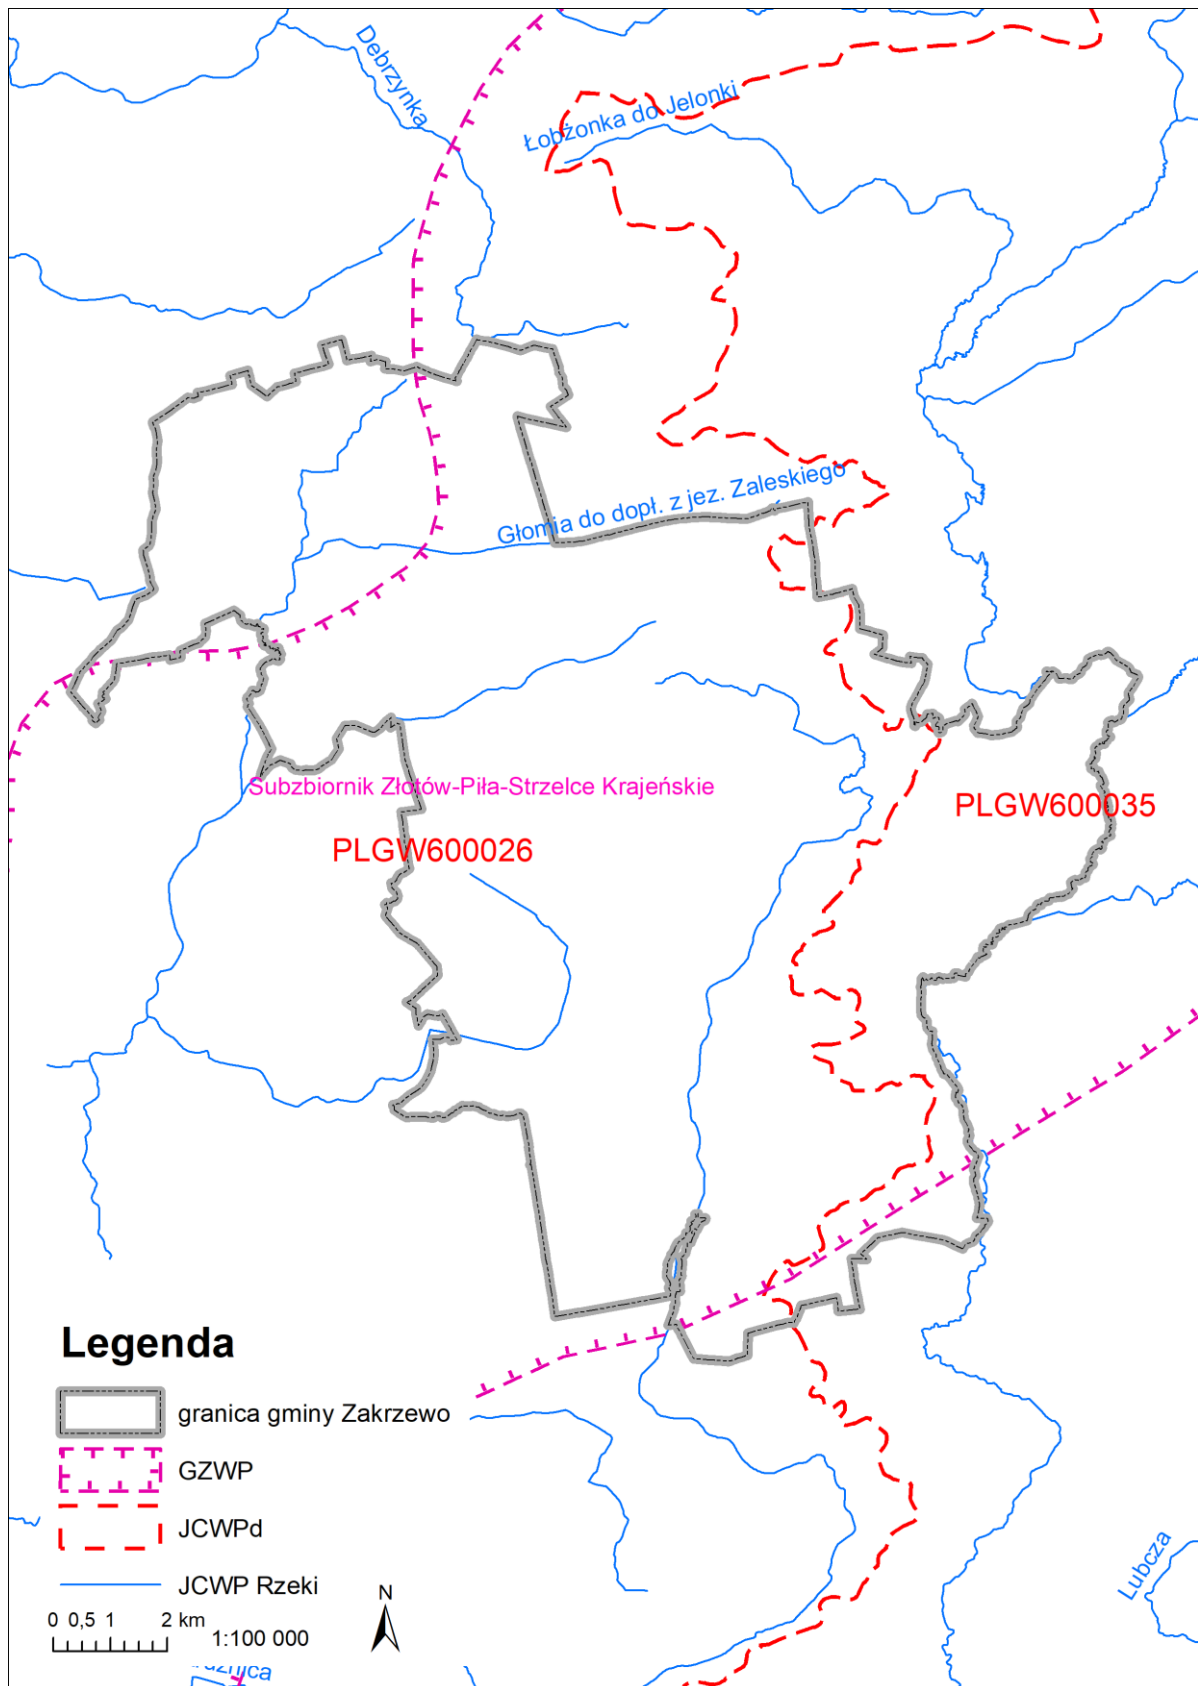 Debrzynka
Łobżonka do Jelonki
Głomia do dopł. z jez. Zaleskiego
Subzbiornik Złotów-Piła-Strzelce Krajeńskie
PLGW600035
PLGW600026
Legenda
granica gminy Zakrzewo
GZWP
JCWPd
JCWP Rzeki
N
0 0,5 1 2 km
1:100 000
Lubcza